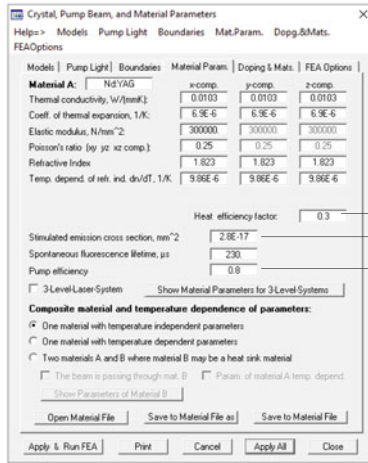 Crystal, Pump Beam, and Material Parameters
Help=> Models Pump Light Boundaries Mat.Param. Dopg.&Mats.
FEAOptions
Models Pump Light Boundaries Material Param. Doping & Mats. FEA Options
Material A: Nd:YAG x-comp. y-comp. z-comp.
Thermal conductivity, W/(mmK): 0.0103 0.0103 0.0103
Coeff. of thermal expansion, 1/K: 6.9E-6 6.9E-6 6.9E-6
Elastic modulus, N/mm^2: 300000. 300000. 300000.
Poisson's ratio (xy yz xz comp.): 0.25 0.25 0.25
Refractive Index 1.823 1.823 1.823
Temp. depend. of refr. ind. dn/dT, 1/K 9.86E-6 9.86E-6 9.86E-6
Heat efficiency factor: 0.3
Stimulated emission cross section, mm^2 2.8E-17
Spontaneous fluorescence lifetime, µs 230.
Pump efficiency 0.8
3-Level-Laser-System Show Material Parameters for 3-Level-Systems
Composite material and temperature dependence of parameters:
One material with temperature independent parameters
One material with temperature dependent parameters
Two materials A and B where material B may be a heat sink material
The beam is passing through mat. B Param. of material A temp. depend.
Show Parameters of Material B
Open Material File Save to Material File as Save to Material File
Apply & Run FEA Print Cancel Apply All Close